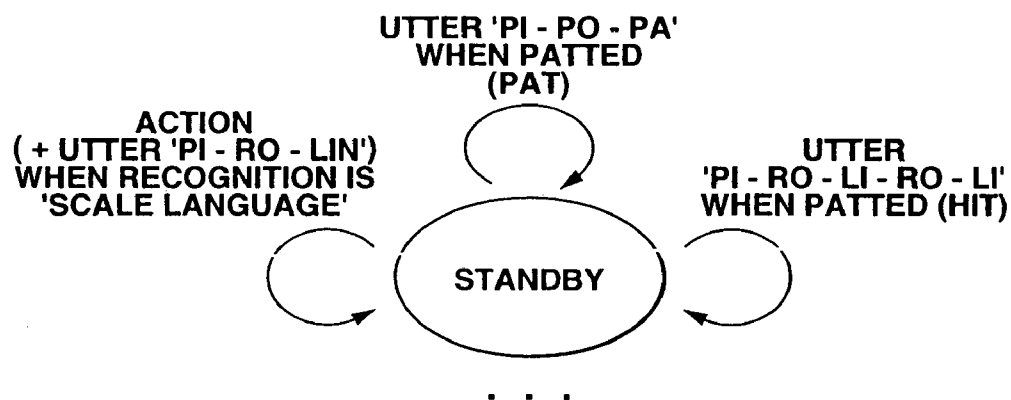 UTTER 'PI - PO - PA'
WHEN PATTED
(PAT)
ACTION
( + UTTER 'PI - RO - LIN')
WHEN RECOGNITION IS
'SCALE LANGUAGE'
UTTER
'PI - RO - LI - RO - LI'
WHEN PATTED (HIT)
STANDBY
. . .